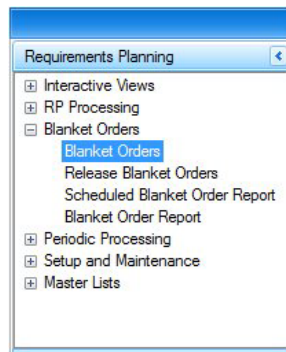 Requirements Planning
Interactive Views
RP Processing
Blanket Orders
Blanket Orders
Release Blanket Orders
Scheduled Blanket Order Report
Blanket Order Report
Periodic Processing
Setup and Maintenance
Master Lists